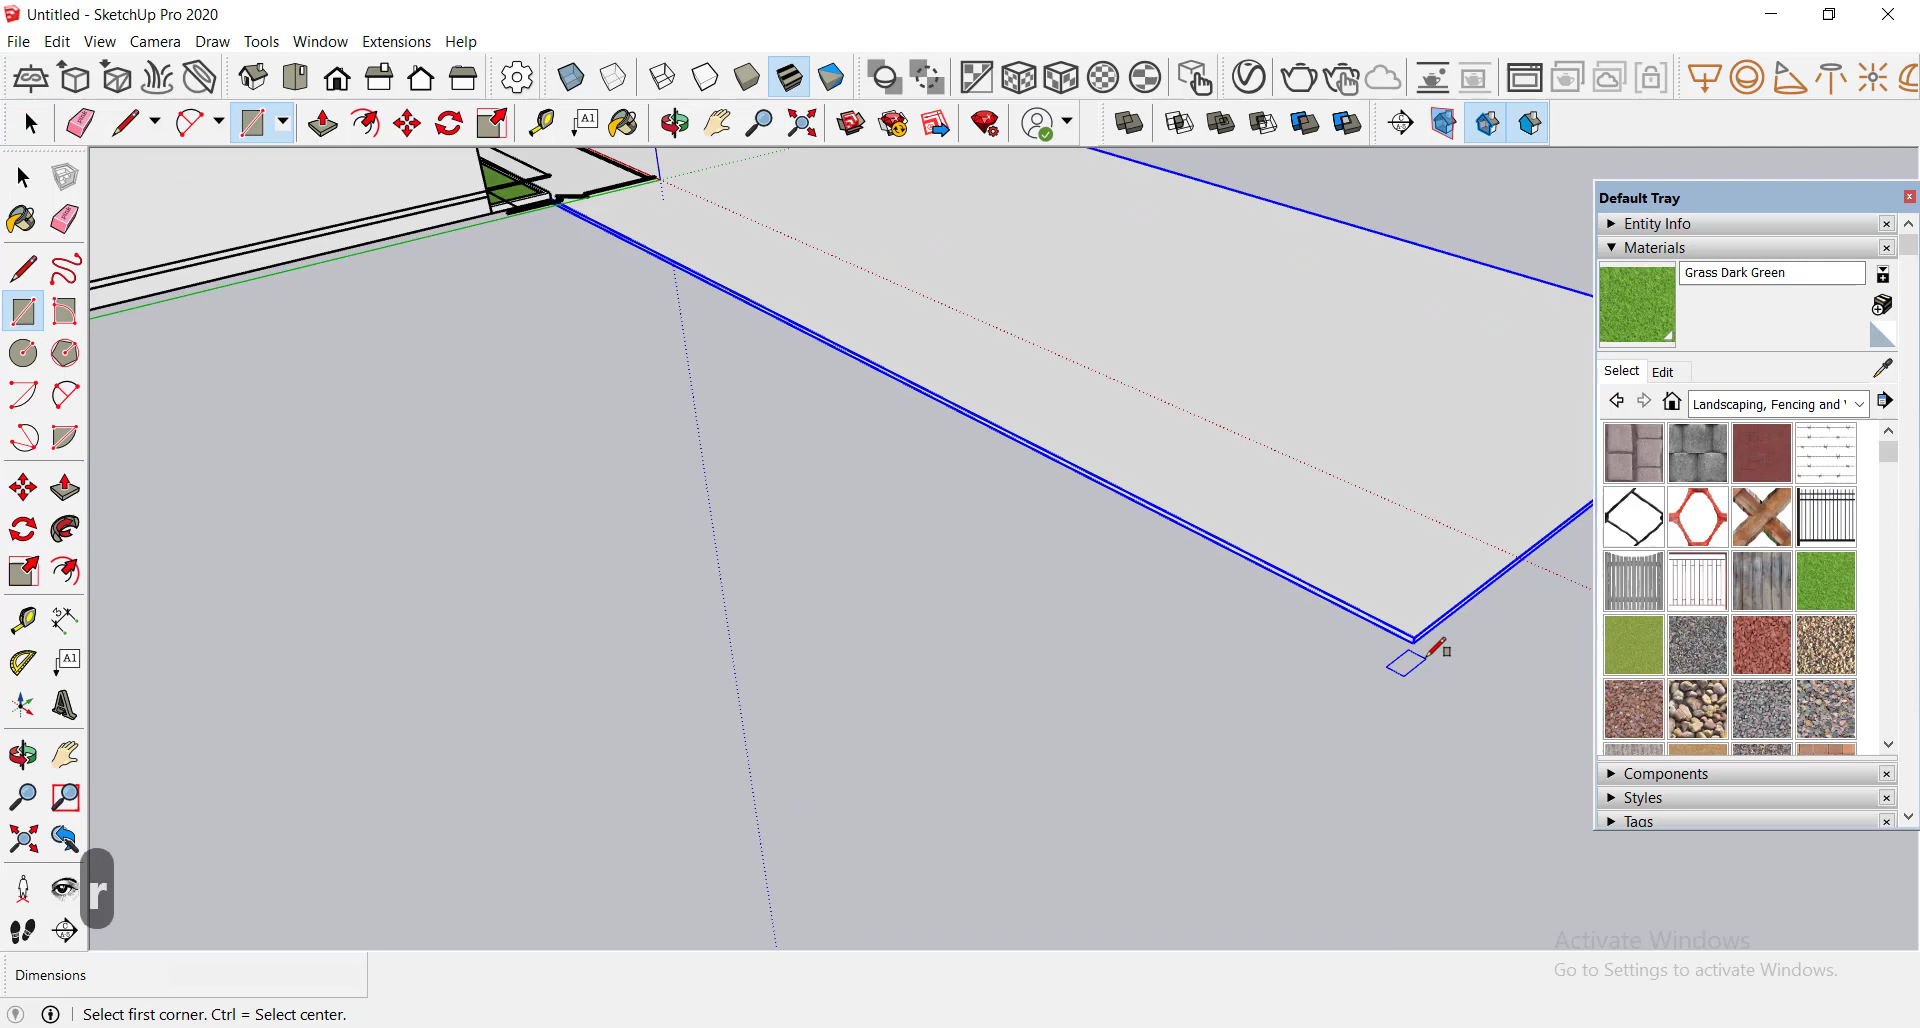 Untitled - SketchUp Pro 2020
File Edit View Camera Draw Tools Window Extensions Help
A1
Default Tray
Entity Info
Materials
Grass Dark Green
Select Edit
Landscaping, Fencing and
A1
Components
Styles
Tags
r
Activate Windows
Go to Settings to activate Windows.
Dimensions
Select first corner. Ctrl = Select center.